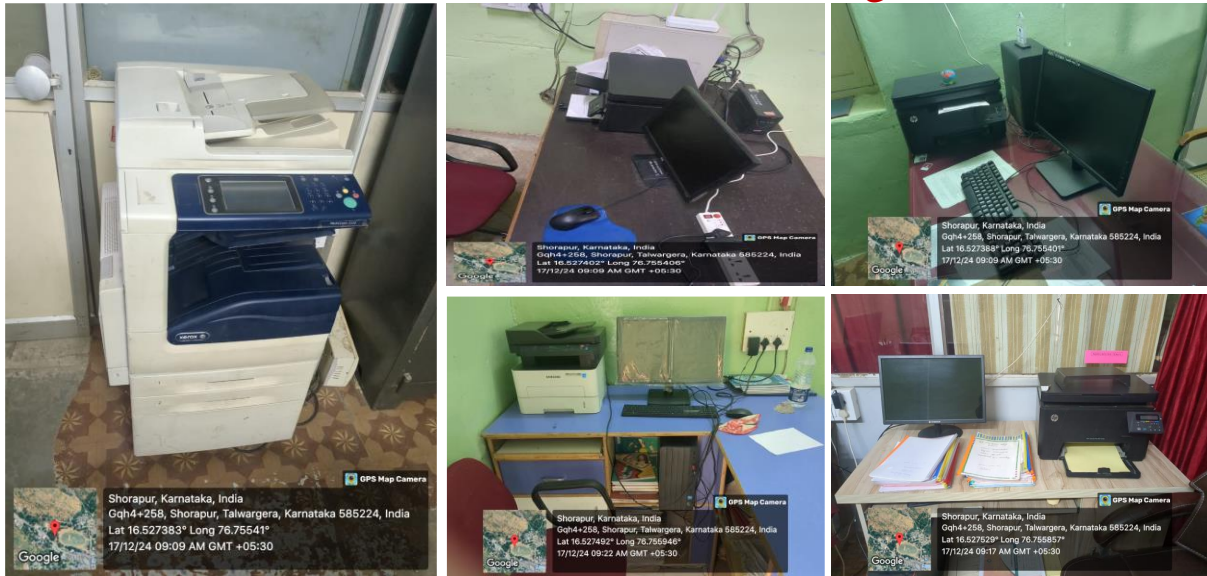 xerox
GPS Map Camera
Shorapur, Karnataka, India
Gqh4+258, Shorapur, Talwargera, Karnataka 585224, India
Lat 16.527383° Long 76.75541°
17/12/24 09:09 AM GMT +05:30
Google
GPS Map Camera
Shorapur, Karnataka, India
Gqh4+258, Shorapur, Talwargera, Karnataka 585224, India
Lat 16.527402° Long 76.755406°
17/12/24 09:09 AM GMT +05:30
Google
hp
GPS Map Camera
Shorapur, Karnataka, India
Gqh4+258, Shorapur, Talwargera, Karnataka 585224, India
Lat 16.527388° Long 76.755401°
17/12/24 09:09 AM GMT +05:30
Google
GPS Map Camera
Shorapur, Karnataka, India
Gqh4+258, Shorapur, Talwargera, Karnataka 585224, India
Lat 16.527492° Long 76.755946°
17/12/24 09:22 AM GMT +05:30
Google
hp
GPS Map Camera
Shorapur, Karnataka, India
Gqh4+258, Shorapur, Talwargera, Karnataka 585224, India
Lat 16.527529° Long 76.755857°
17/12/24 09:17 AM GMT +05:30
Google